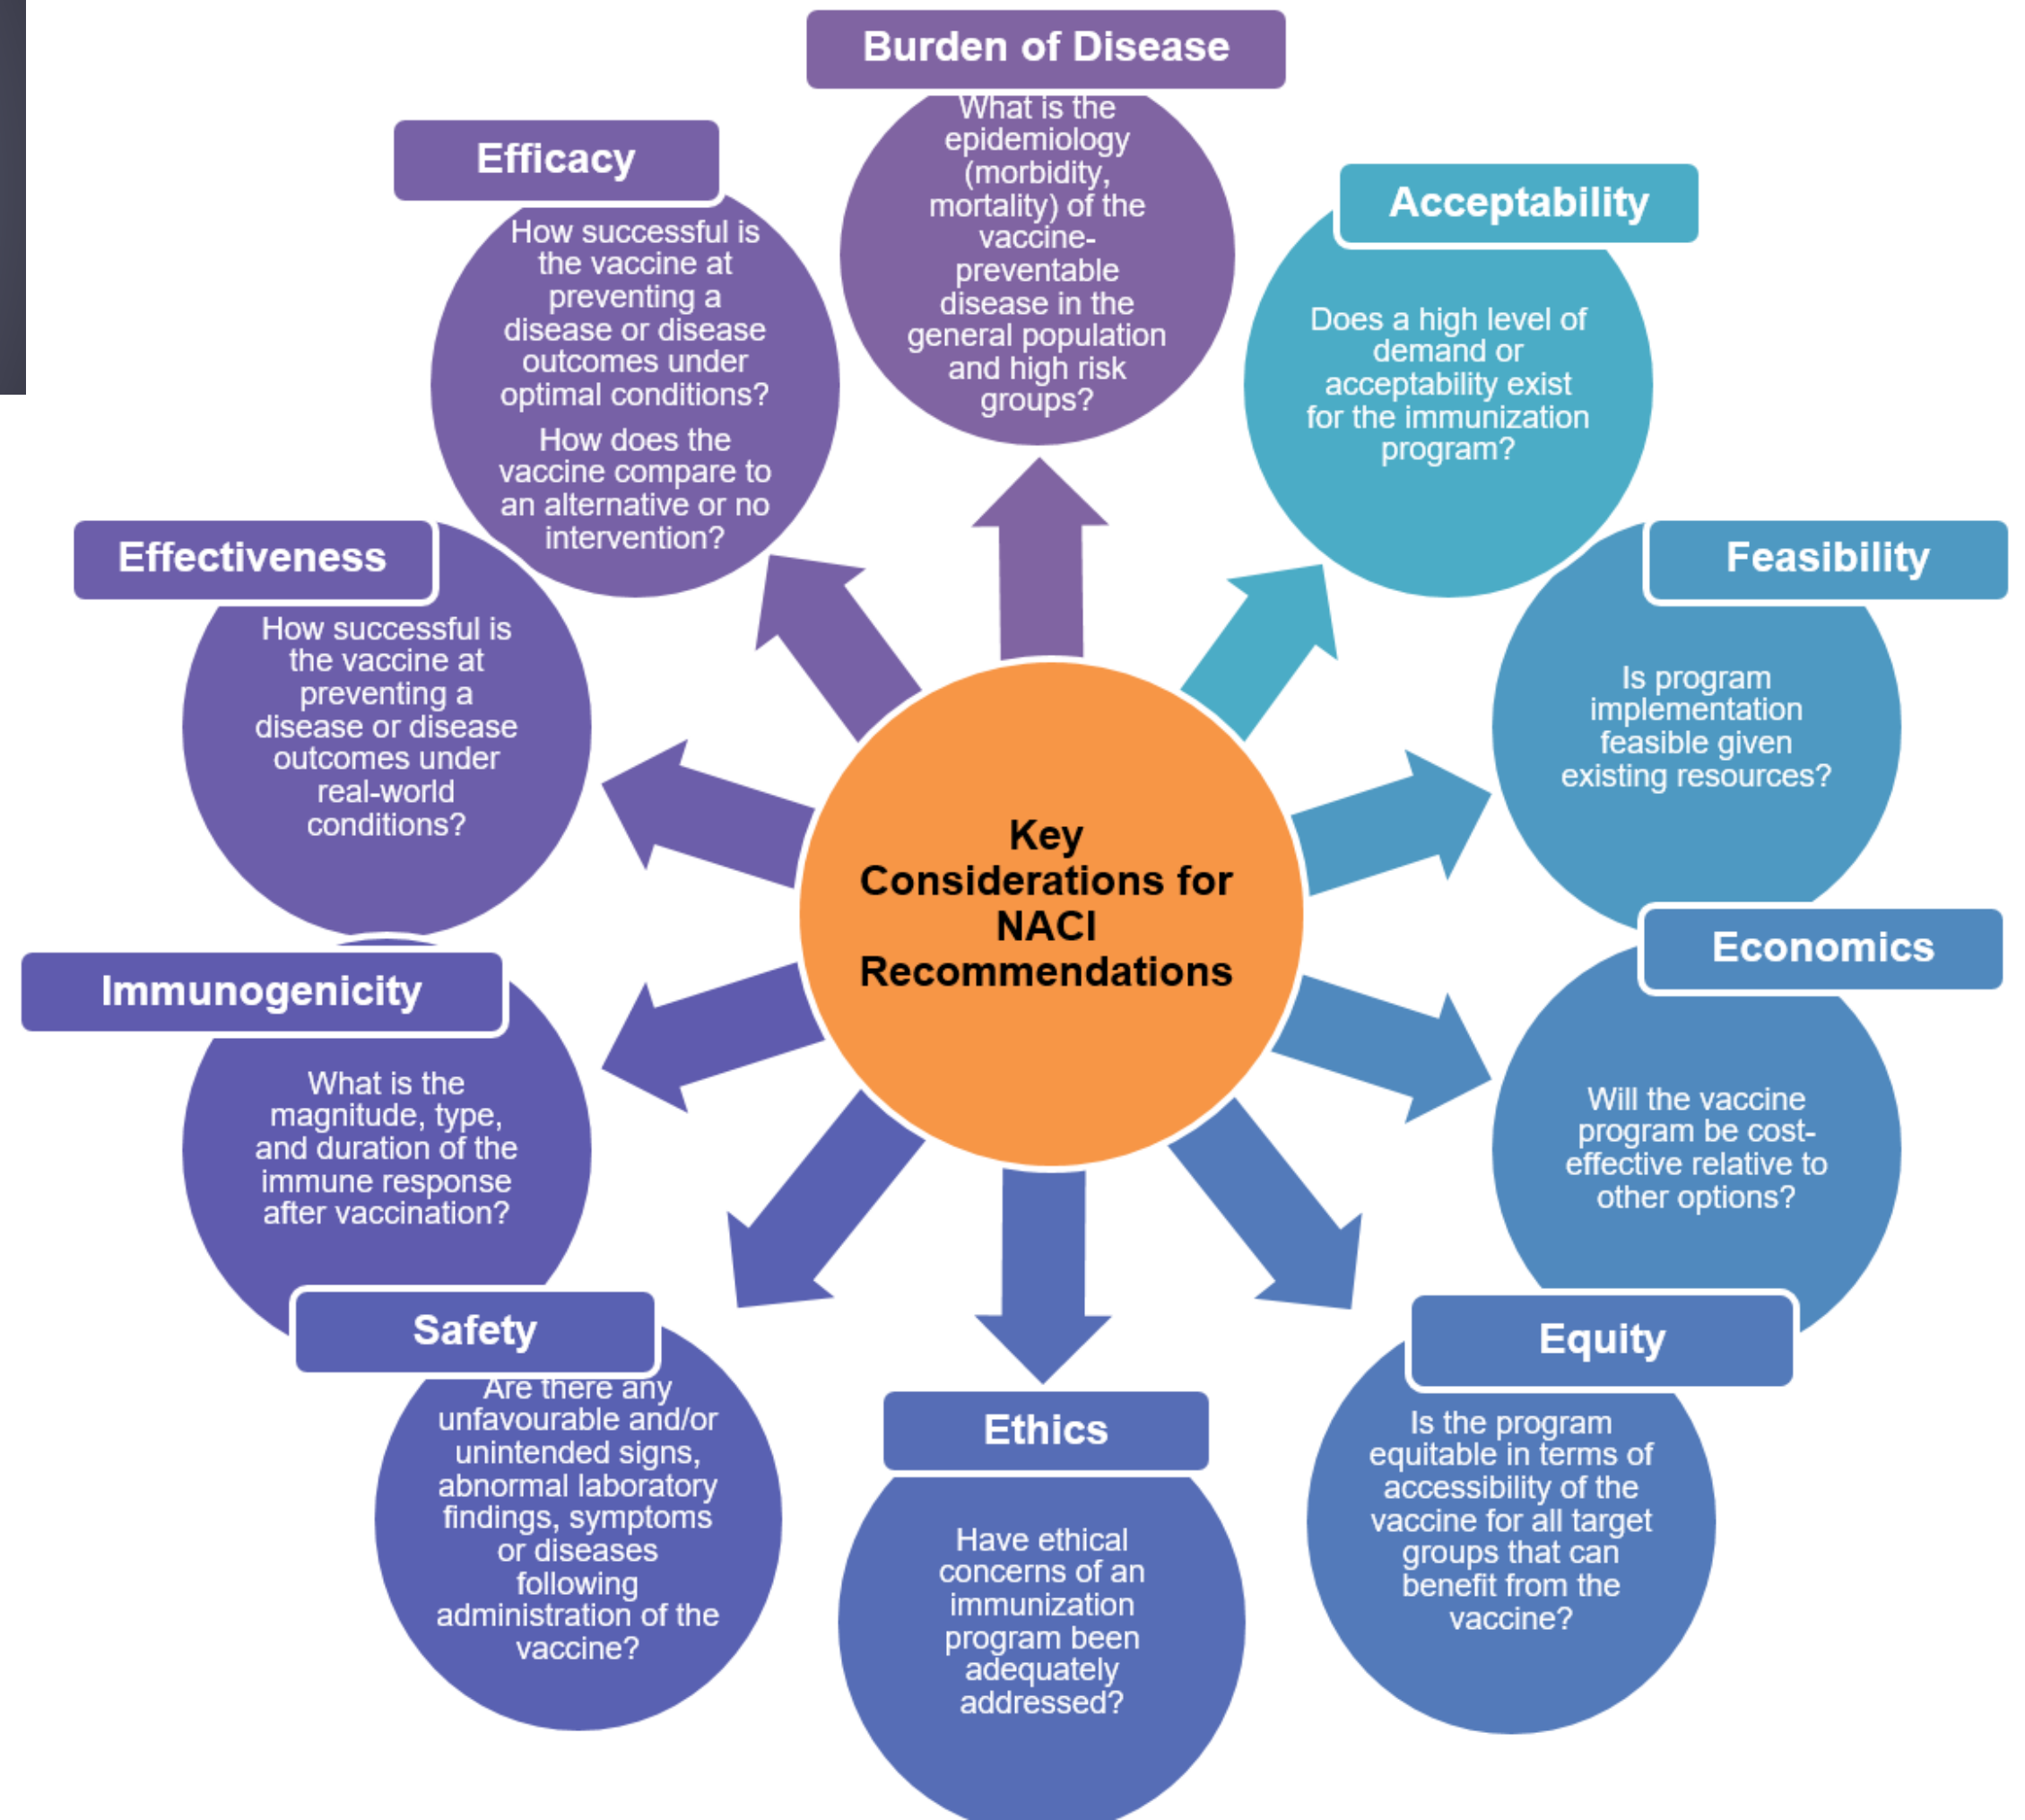 Burden of Disease
What is the
epidemiology
(morbidity,
mortality) of the
vaccine-
preventable
disease in the
general population
and high risk
groups?
Acceptability
Does a high level of
demand or
acceptability exist
for the immunization
program?
Feasibility
Is program
implementation
feasible given
existing resources?
Economics
Will the vaccine
program be cost-
effective relative to
other options?
Equity
Is the program
equitable in terms of
accessibility of the
vaccine for all target
groups that can
benefit from the
vaccine?
Ethics
Have ethical
concerns of an
immunization
program been
adequately
addressed?
Safety
Are there any
unfavourable and/or
unintended signs,
abnormal laboratory
findings, symptoms
or diseases
following
administration of the
vaccine?
Immunogenicity
What is the
magnitude, type,
and duration of the
immune response
after vaccination?
Effectiveness
How successful is
the vaccine at
preventing a
disease or disease
outcomes under
real-world
conditions?
Efficacy
How successful is
the vaccine at
preventing a
disease or disease
outcomes under
optimal conditions?
How does the
vaccine compare to
an alternative or no
intervention?
Key
Considerations for
NACI
Recommendations